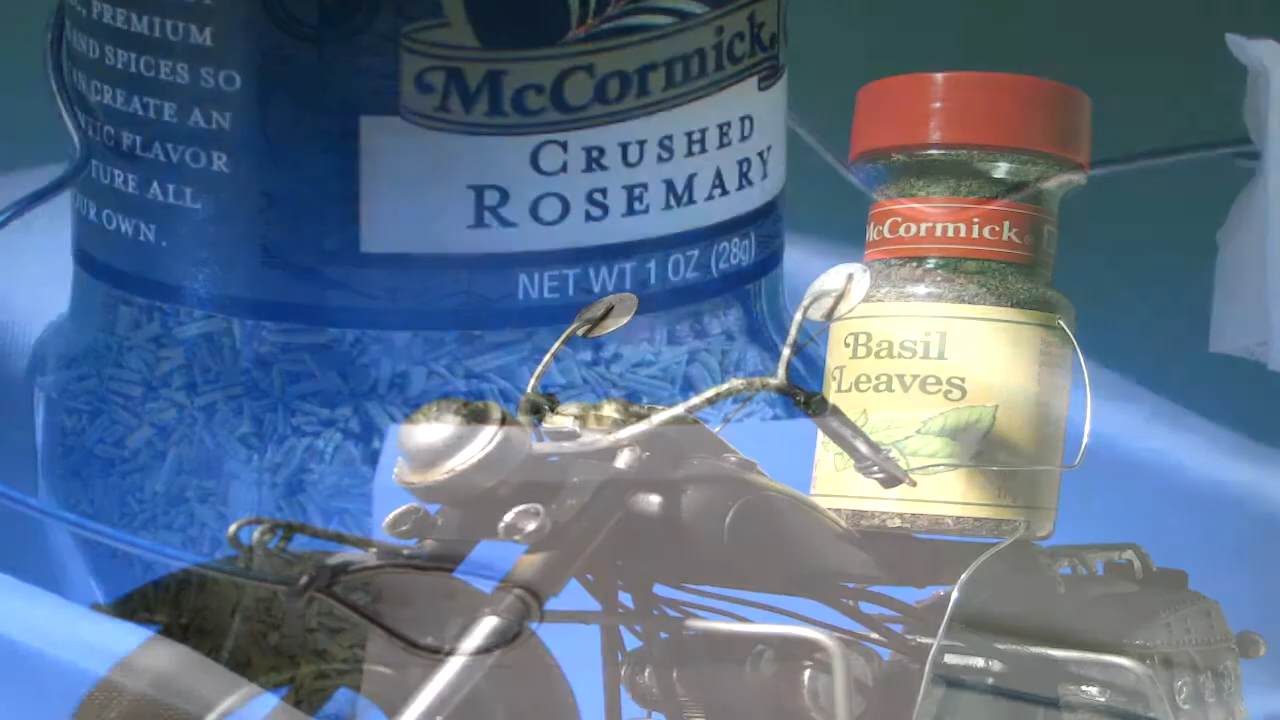 PREMIUM
AND SPICES SO
CREATE AN
FLAVOR
ALL
OUR OWN.
McCormick
CRUSHED
ROSEMARY
NET WT 1 OZ (28g)
McCormick
Basil
Leaves